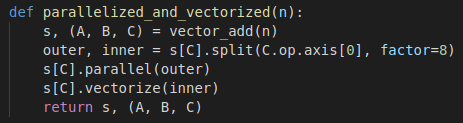 def parallelized_and_vectorized(n):
    s, (A, B, C) = vector_add(n)
    outer, inner = s[C].split(C.op.axis[0], factor=8)
    s[C].parallel(outer)
    s[C].vectorize(inner)
    return s, (A, B, C)